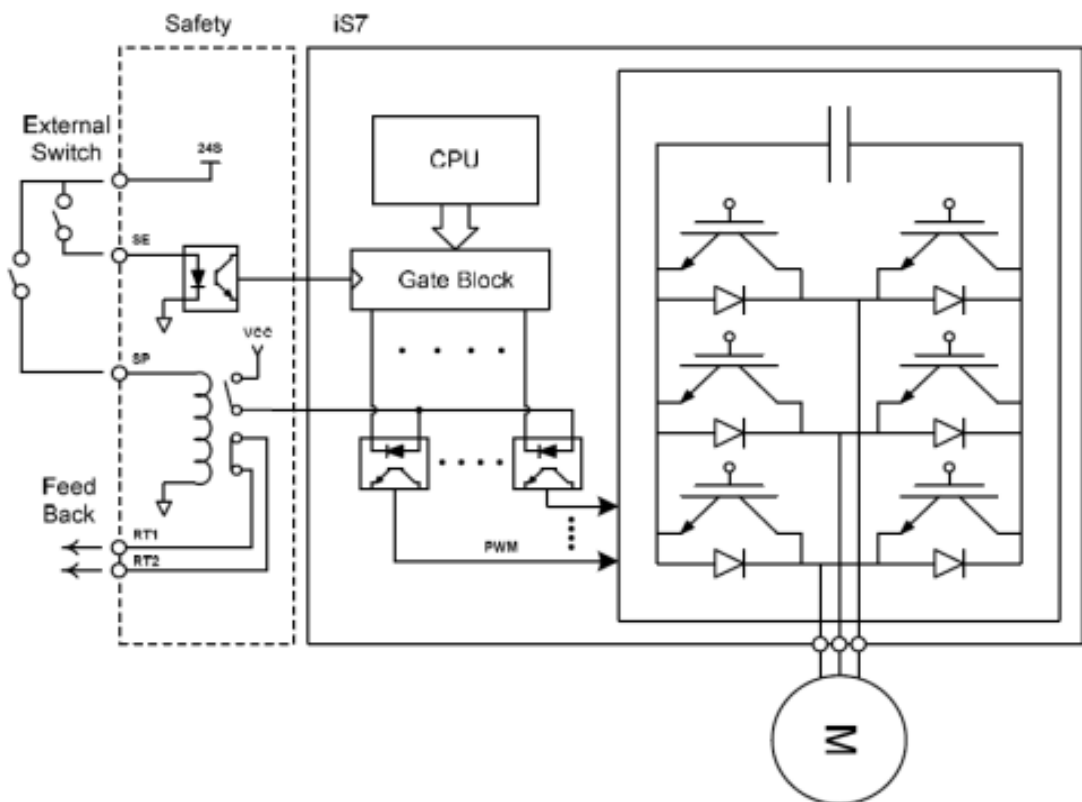 Safety
iS7
External
Switch
24S
CPU
SE
Gate Block
vcc
SP
Feed
Back
RT1
RT2
PWM
M